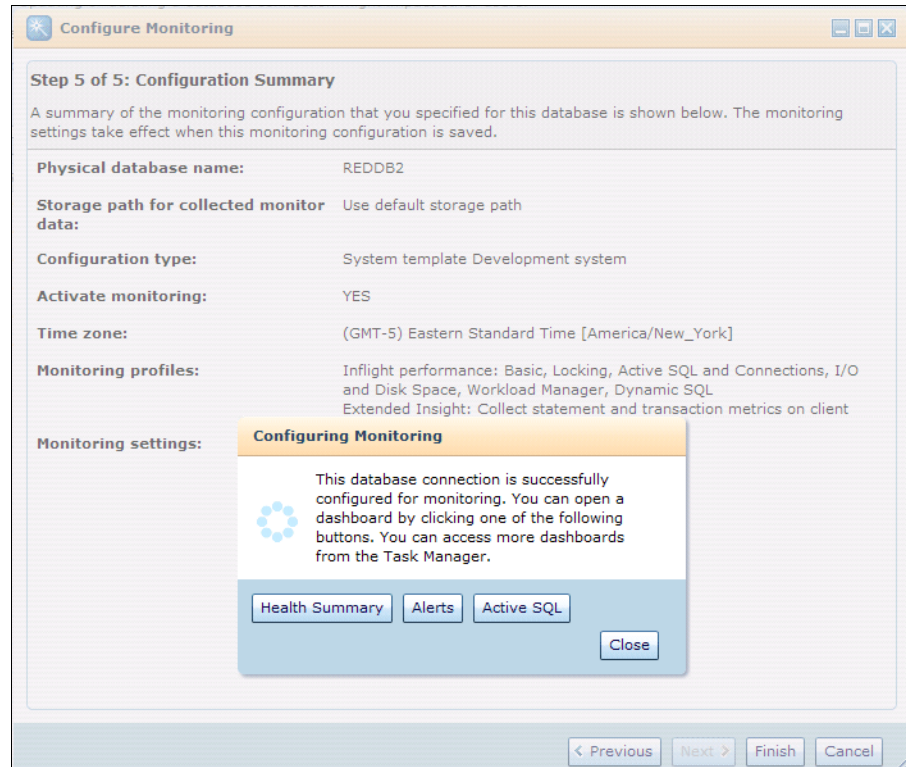 Configure Monitoring
Step 5 of 5: Configuration Summary
A summary of the monitoring configuration that you specified for this database is shown below. The monitoring
settings take effect when this monitoring configuration is saved.
Physical database name: REDDB2
Storage path for collected monitor Use default storage path
data:
Configuration type: System template Development system
Activate monitoring: YES
Time zone: (GMT-5) Eastern Standard Time [America/New_York]
Monitoring profiles: Inflight performance: Basic, Locking, Active SQL and Connections, I/O
and Disk Space, Workload Manager, Dynamic SQL
Extended Insight: Collect statement and transaction metrics on client
Monitoring settings:
Configuring Monitoring
This database connection is successfully
configured for monitoring. You can open a
dashboard by clicking one of the following
buttons. You can access more dashboards
from the Task Manager.
Health Summary Alerts Active SQL
Close
< Previous Next > Finish Cancel